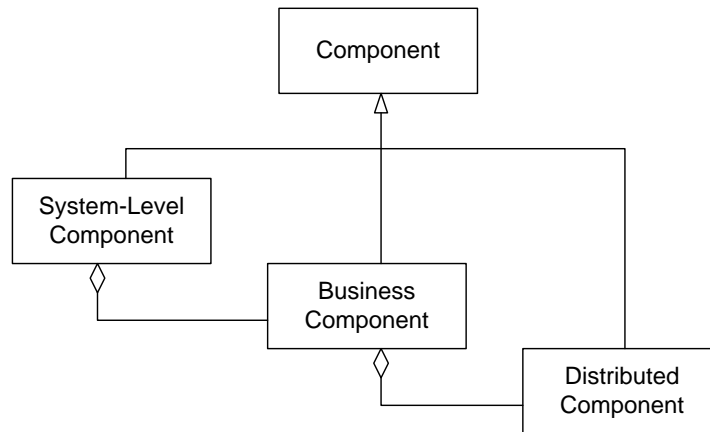 Component
System-Level
Component
Business
Component
Distributed
Component